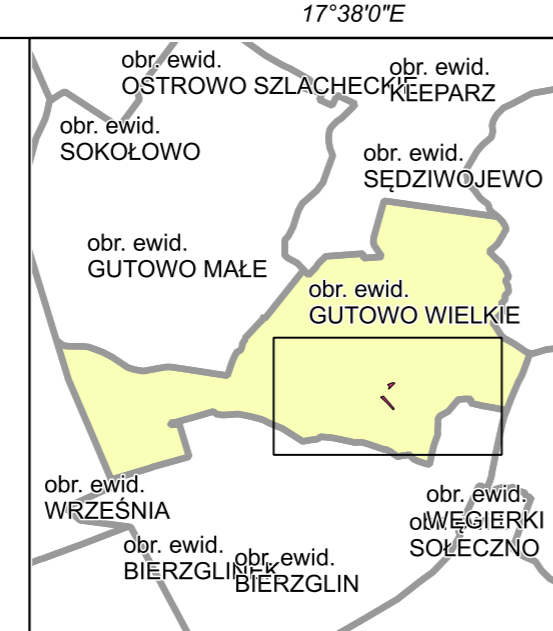 17°38'0"E
obr. ewid.
OSTROWO SZLACHECKIE
obr. ewid.
KLEPARZ
obr. ewid.
SOKOŁOWO
obr. ewid.
SĘDZIWOJEWO
obr. ewid.
GUTOWO MAŁE
obr. ewid.
GUTOWO WIELKIE
obr. ewid.
WRZEŚNIA
obr. ewid.
WĘGIERKI
obr. ewid.
SOŁECZNO
obr. ewid.
BIERZGLINEK
obr. ewid.
BIERZGLIN